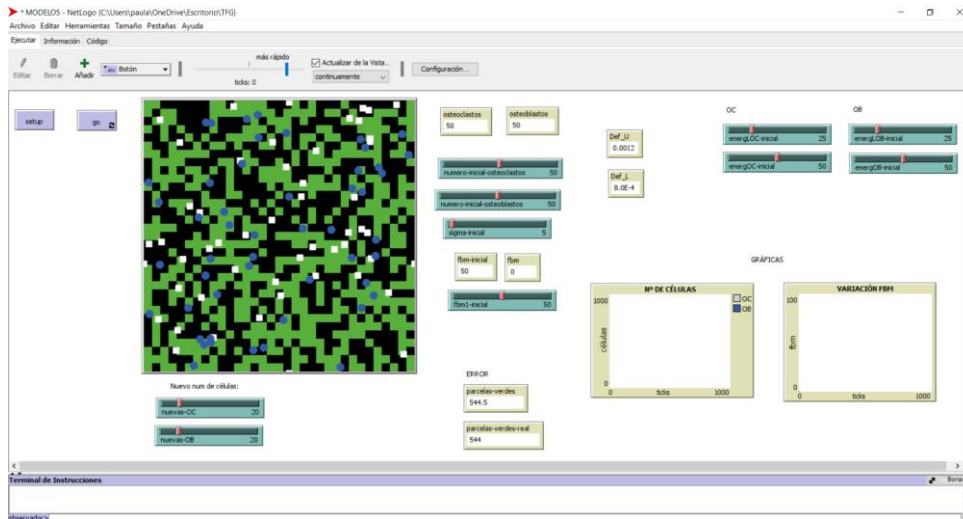 * MODELO5 - NetLogo {C:\Users\paula\OneDrive\Escritorio\TFG}
Archivo Editar Herramientas Tamaño Pestañas Ayuda
Ejecutar Información Código
Editar Borrar Añadir Botón
más rápido
ticks: 0
Actualizar de la Vista...
continuamente
Configuración...
setup
go
osteoclastos
50
osteoblastos
50
numero-inicial-osteoclastos 50
numero-inicial-osteoblastos 50
sigma-inicial 5
fbm-inicial
50
fbm
0
fbm1-inicial 50
Def_U
0.0012
Def_L
8.0E-4
OC
OB
energLOC-inicial 25
energLOB-inicial 25
energOC-inicial 50
energOB-inicial 50
GRÁFICAS
Nº DE CÉLULAS
1000
células
0
0 ticks 1000
OC
OB
VARIACIÓN FBM
100
fbm
0
0 ticks 1000
Nuevo num de células:
nuevas-OC 20
nuevas-OB 20
ERROR
parcelas-verdes
544.5
parcelas-verdes-real
544
Terminal de Instrucciones
Borrar
observador>